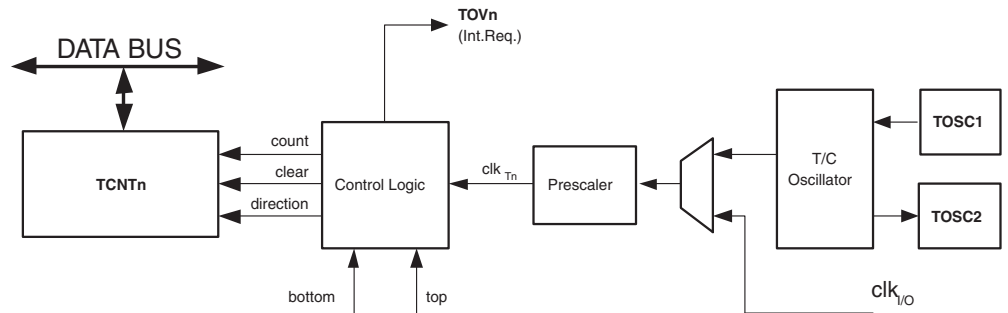 TOVn
(Int.Req.)
DATA BUS
TOSC1
count
T/C
Oscillator
TCNTn
clear
Control Logic
clk Tn
Prescaler
direction
TOSC2
bottom
top
clkI/O